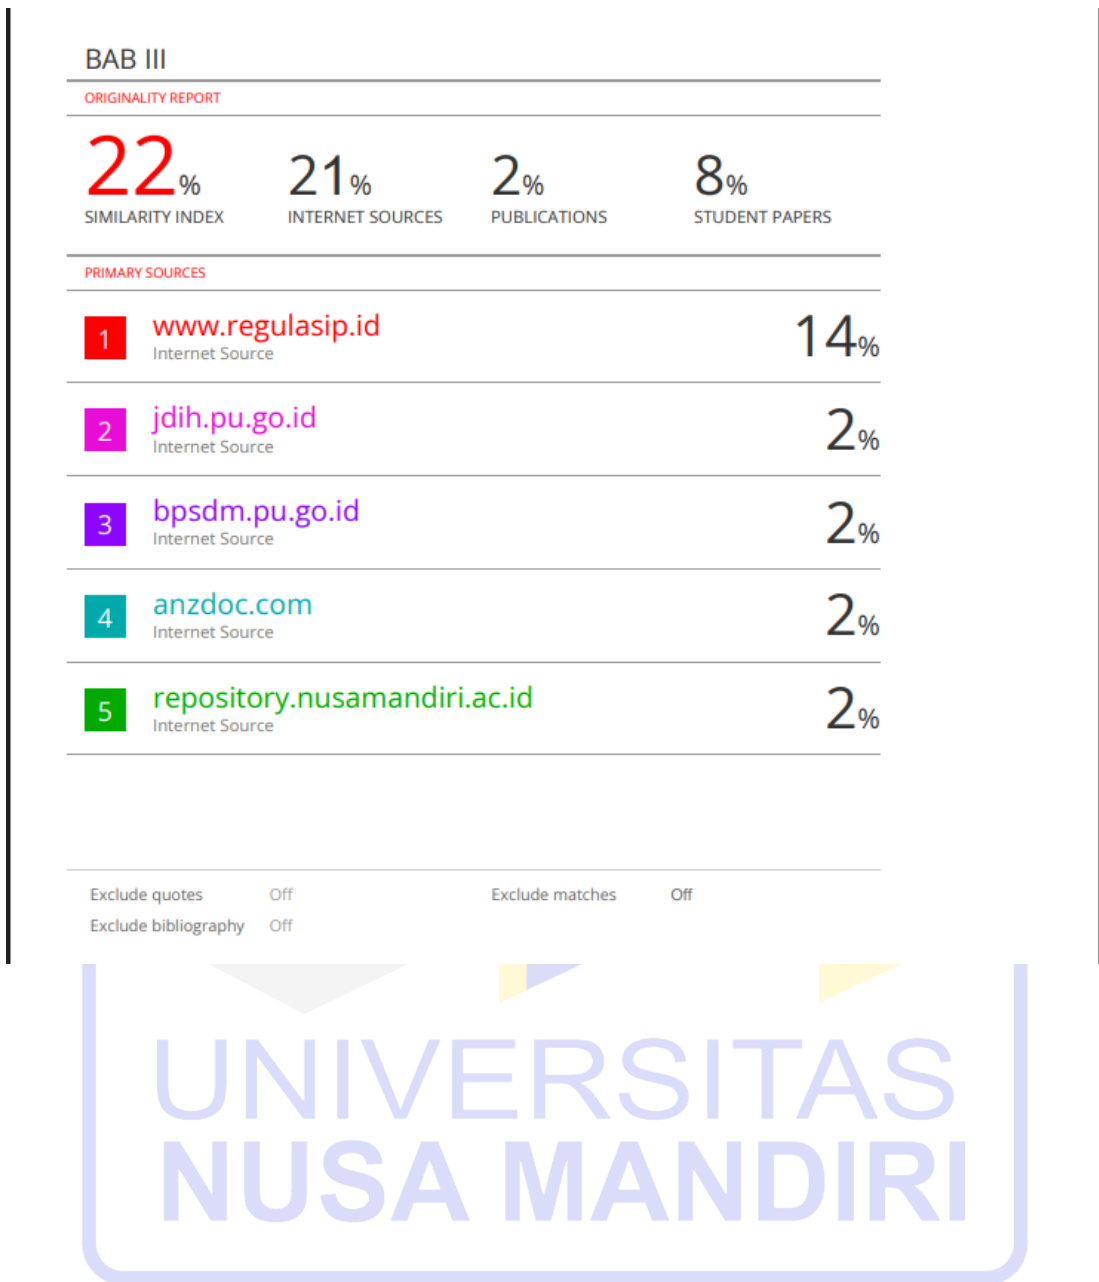 BAB III
ORIGINALITY REPORT
22% 21% 2% 8%
SIMILARITY INDEX INTERNET SOURCES PUBLICATIONS STUDENT PAPERS
PRIMARY SOURCES
1 www.regulasip.id 14%
Internet Source
2 jdih.pu.go.id 2%
Internet Source
3 bpsdm.pu.go.id 2%
Internet Source
4 anzdoc.com 2%
Internet Source
5 repository.nusamandiri.ac.id 2%
Internet Source
Exclude quotes Off Exclude matches Off
Exclude bibliography Off
UNIVERSITAS
NUSA MANDIRI